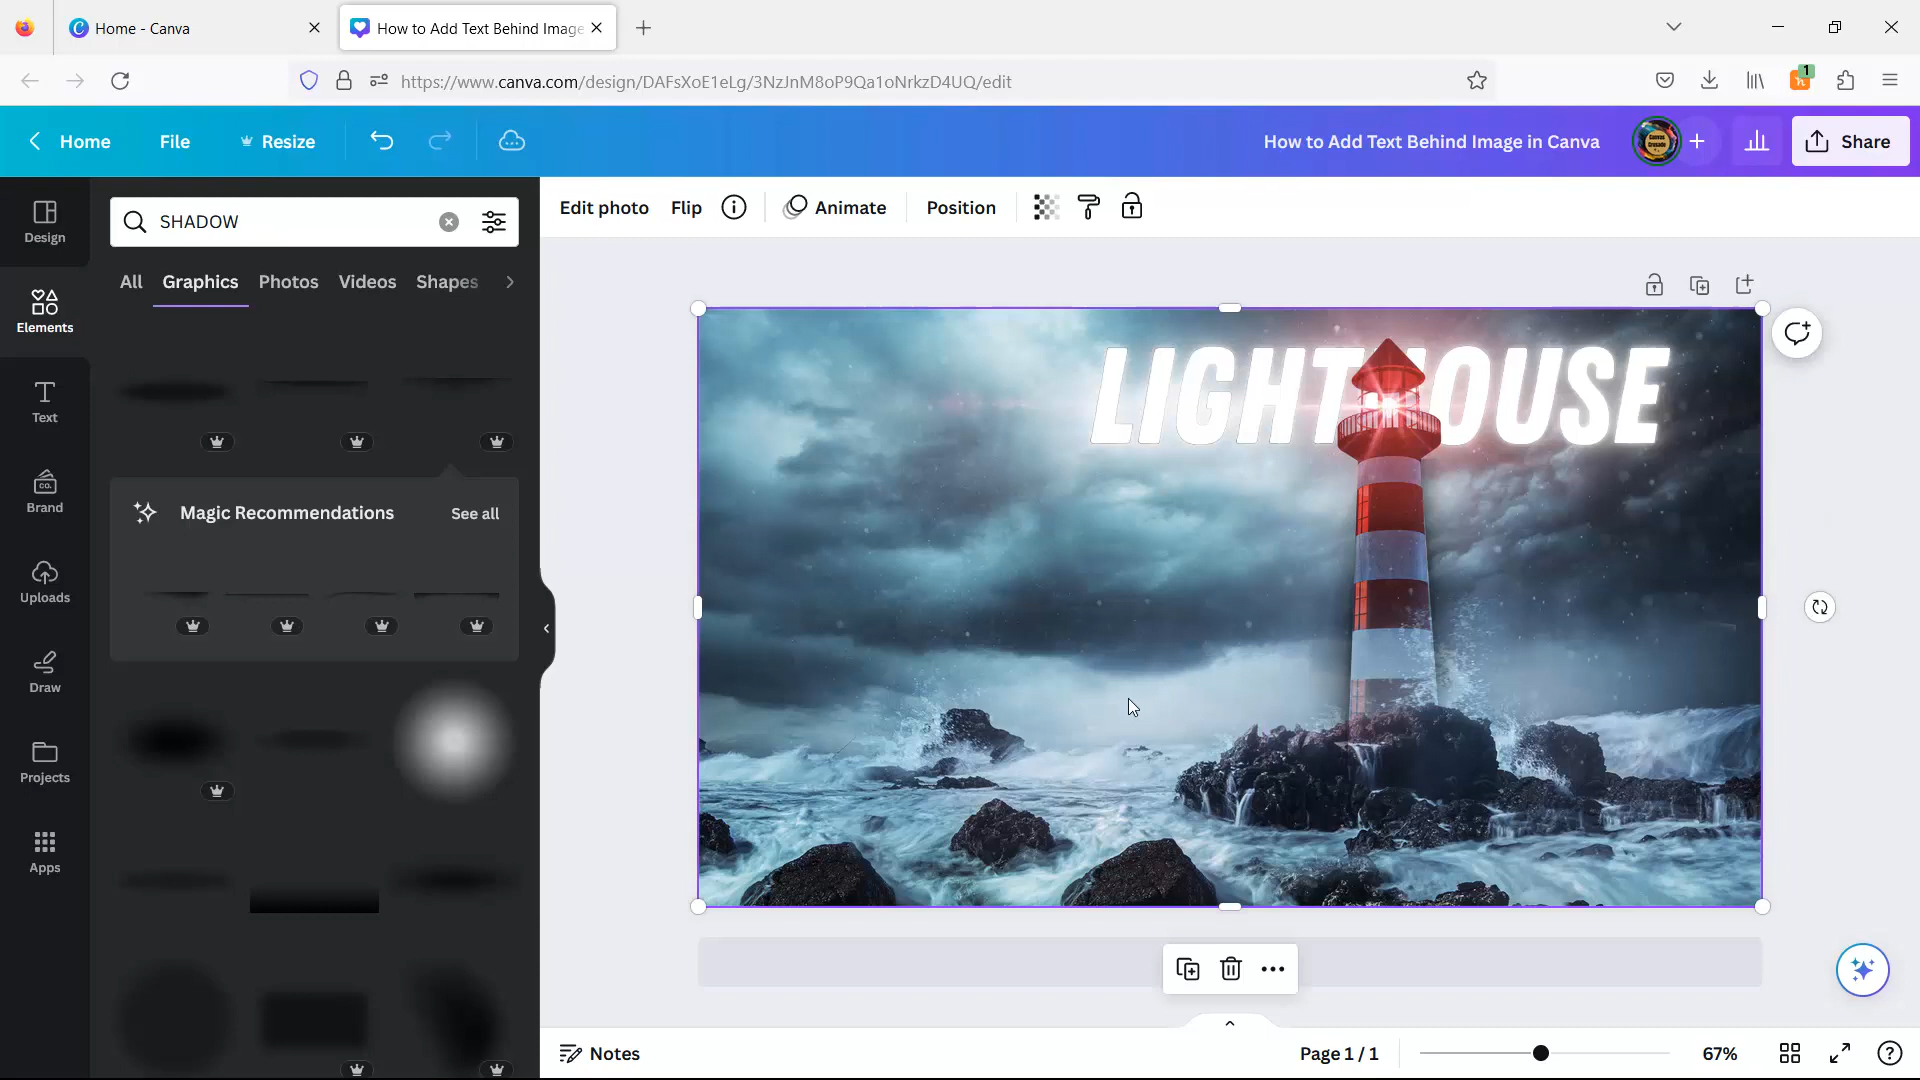 Home - Canva
How to Add Text Behind Image
https://www.canva.com/design/DAFsXoE1eLg/3NzJnM8oP9Qa1oNrkzD4UQ/edit
1
Home
File
Resize
How to Add Text Behind Image in Canva
Share
Design
Elements
Text
Brand
Uploads
Draw
Projects
Apps
CO.
SHADOW
All
Graphics
Photos
Videos
Shapes
Magic Recommendations
See all
Edit photo
Flip
Animate
Position
LIGHTHOUSE
Notes
Page 1 / 1
67%